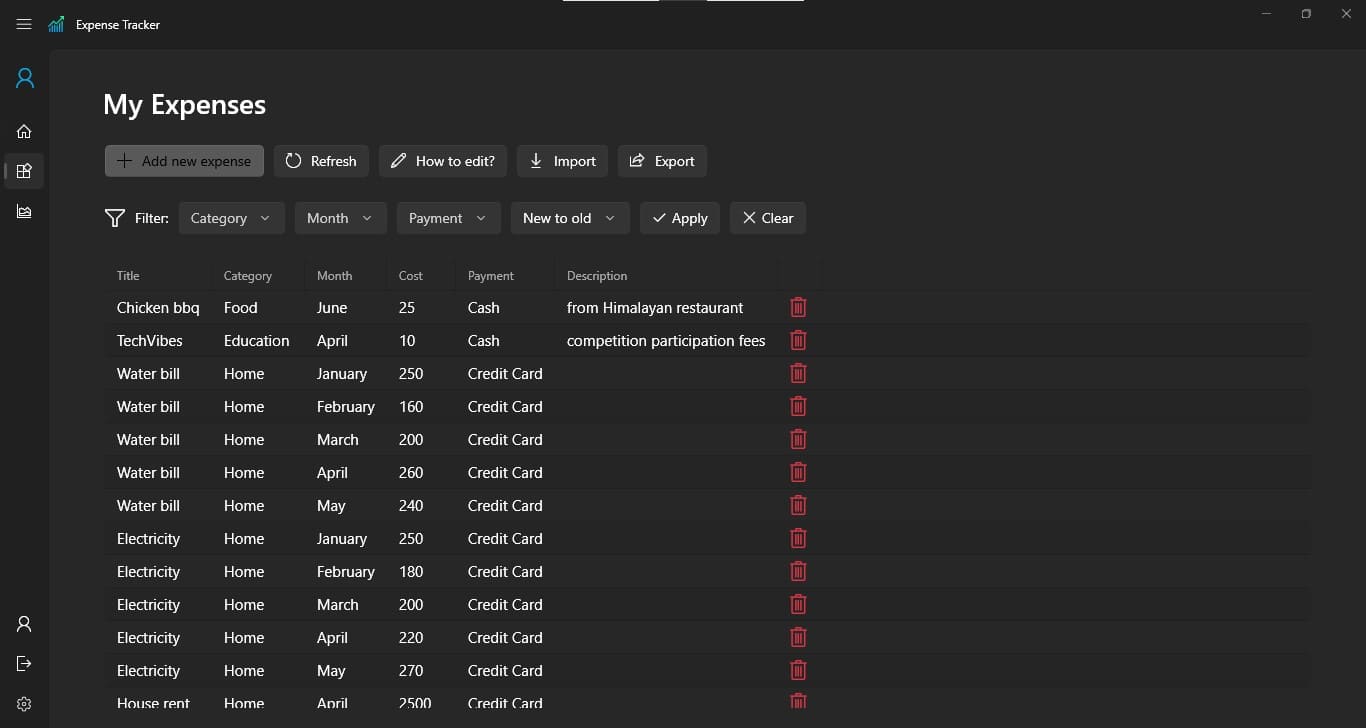 Expense Tracker
My Expenses
Add new expense Refresh How to edit? Import Export
Filter: Category Month Payment New to old Apply Clear
Title Category Month Cost Payment Description
Chicken bbq Food June 25 Cash from Himalayan restaurant
TechVibes Education April 10 Cash competition participation fees
Water bill Home January 250 Credit Card
Water bill Home February 160 Credit Card
Water bill Home March 200 Credit Card
Water bill Home April 260 Credit Card
Water bill Home May 240 Credit Card
Electricity Home January 250 Credit Card
Electricity Home February 180 Credit Card
Electricity Home March 200 Credit Card
Electricity Home April 220 Credit Card
Electricity Home May 270 Credit Card
House rent Home April 2500 Credit Card